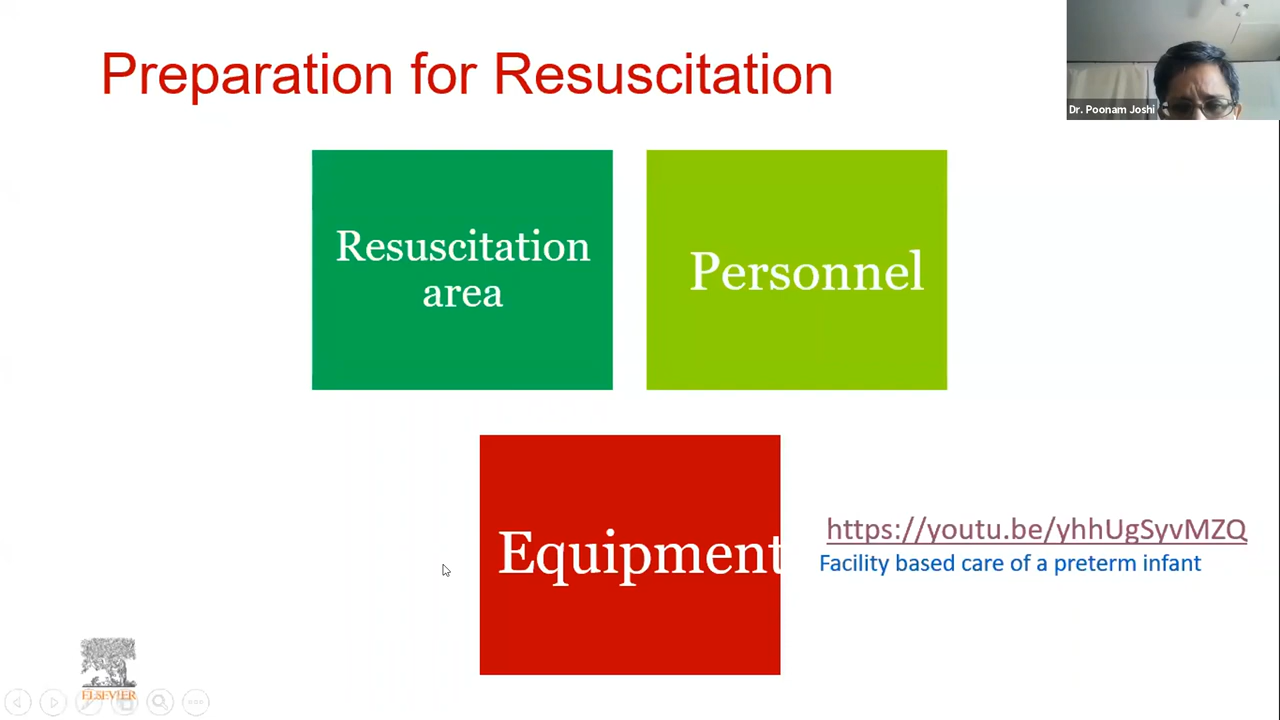 Preparation for Resuscitation
Dr. Poonam Joshi
Resuscitation
area
Personnel
Equipment
https://youtu.be/yhhUgSyvMZQ
Facility based care of a preterm infant
ELSEVIER